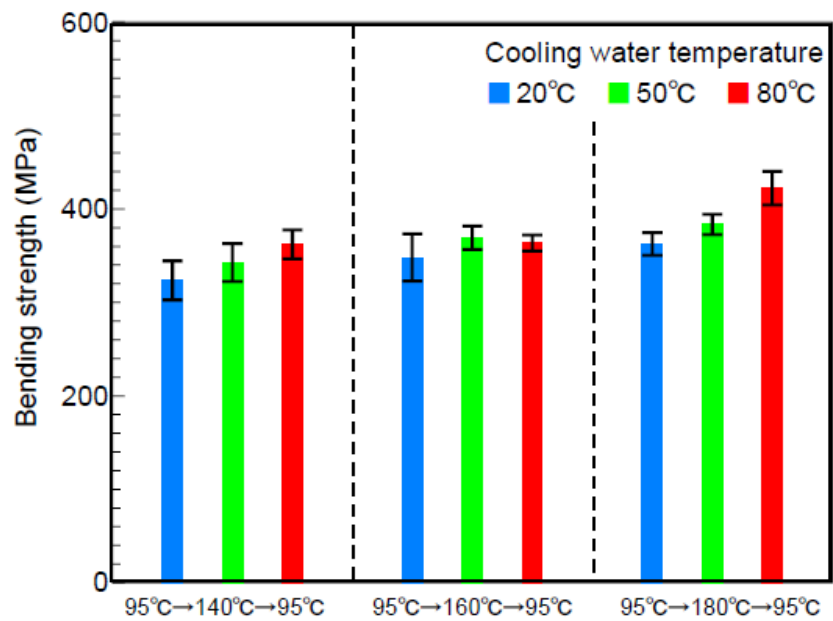 600
Cooling water temperature
20℃ 50℃ 80℃
400
Bending strength (MPa)
200
0
95℃→140℃→95℃ 95℃→160℃→95℃ 95℃→180℃→95℃